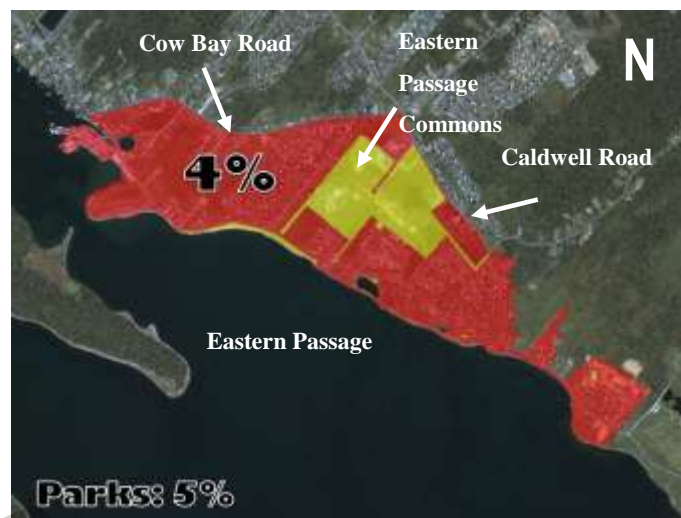 Cow Bay Road
Eastern
Passage
Commons
N
Caldwell Road
4%
Eastern Passage
Parks: 5%